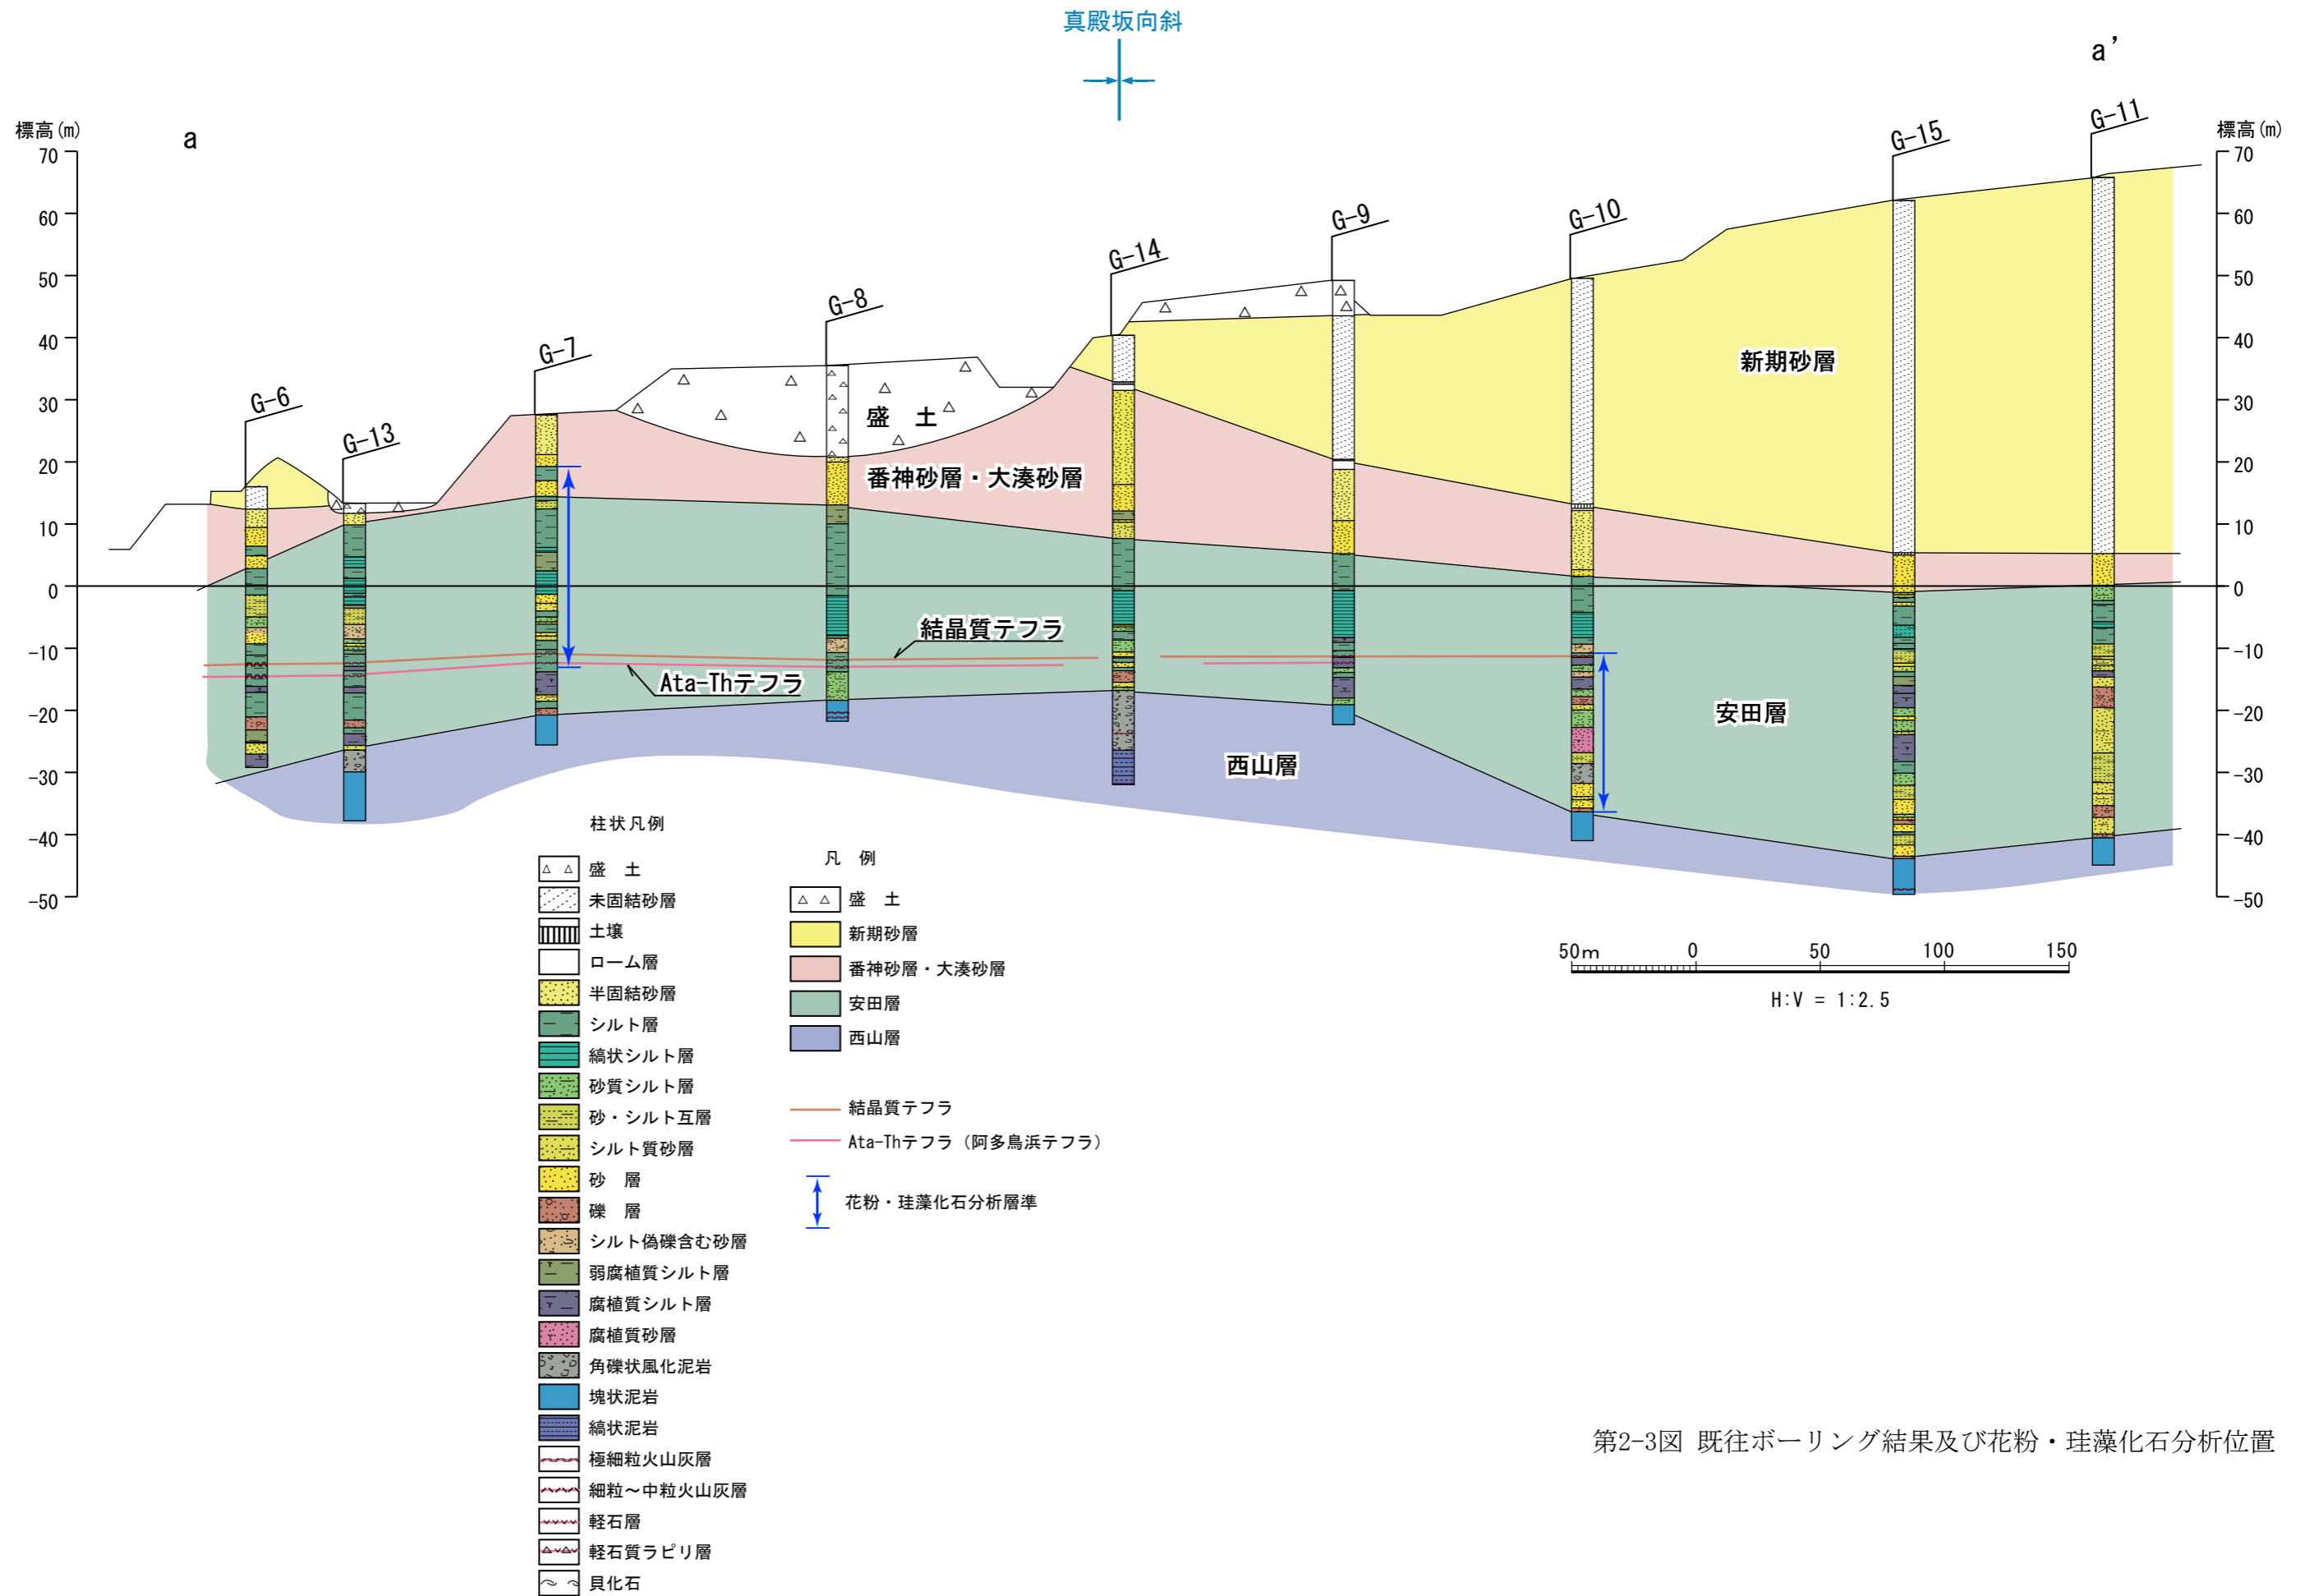 真殿坂向斜
a
a’
標高(m)
標高(m)
70
60
50
40
30
20
10
0
-10
-20
-30
-40
-50
70
60
50
40
30
20
10
0
-10
-20
-30
-40
-50
G-6
G-13
G-7
G-8
G-14
G-9
G-10
G-15
G-11
新期砂層
盛 土
番神砂層・大湊砂層
結晶質テフラ
Ata-Thテフラ
安田層
西山層
柱状凡例
盛 土
未固結砂層
土壌
ローム層
半固結砂層
シルト層
縞状シルト層
砂質シルト層
砂・シルト互層
シルト質砂層
砂 層
礫 層
シルト偽礫含む砂層
弱腐植質シルト層
腐植質シルト層
腐植質砂層
角礫状風化泥岩
塊状泥岩
縞状泥岩
極細粒火山灰層
細粒～中粒火山灰層
軽石層
軽石質ラピリ層
貝化石
凡 例
盛 土
新期砂層
番神砂層・大湊砂層
安田層
西山層
結晶質テフラ
Ata-Thテフラ（阿多鳥浜テフラ）
花粉・珪藻化石分析層準
50m 0 50 100 150
H:V = 1:2.5
第2-3図 既往ボーリング結果及び花粉・珪藻化石分析位置